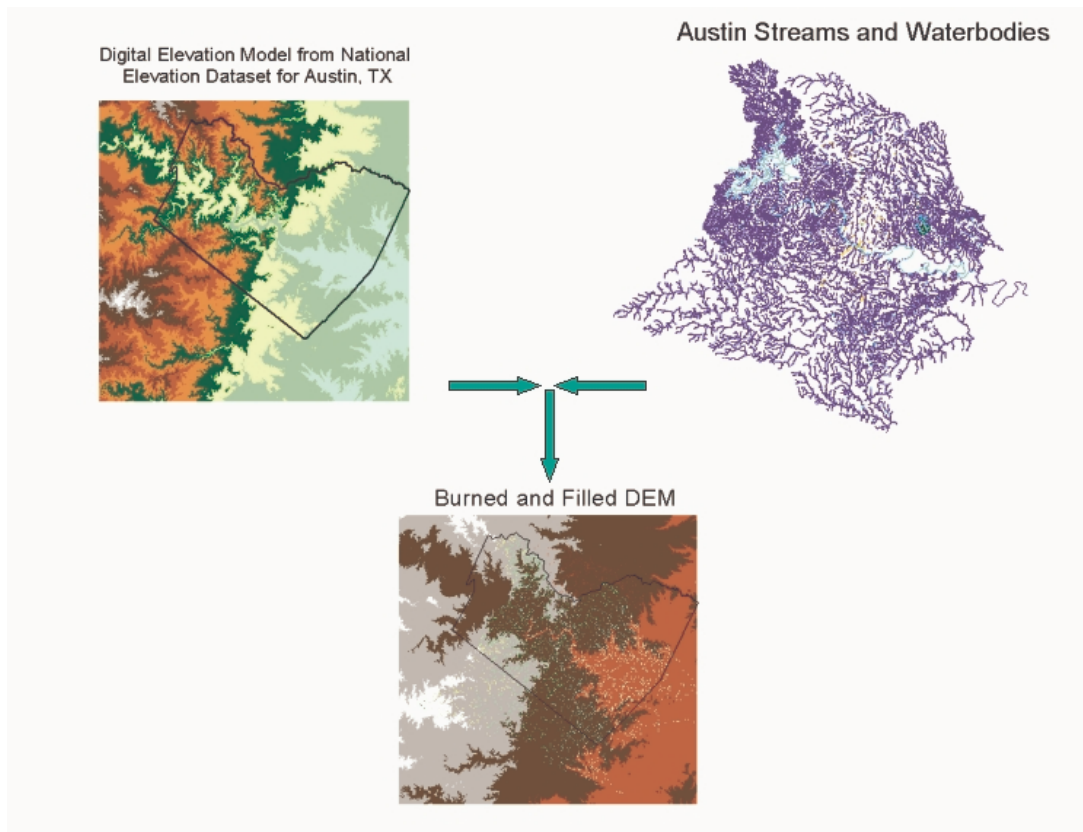 Digital Elevation Model from National
Elevation Dataset for Austin, TX
Austin Streams and Waterbodies
Burned and Filled DEM